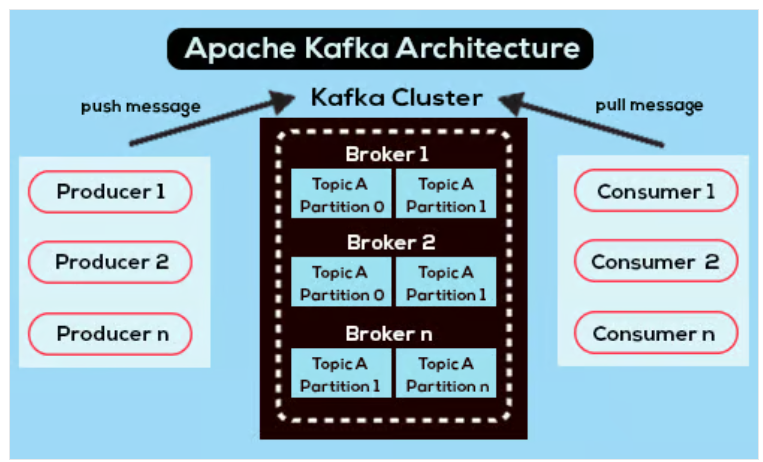 Apache Kafka Architecture
push message
Kafka Cluster
pull message
Producer 1
Producer 2
Producer n
Broker 1
Topic A
Partition 0
Topic A
Partition 1
Broker 2
Topic A
Partition 0
Topic A
Partition 1
Broker n
Topic A
Partition 1
Topic A
Partition n
Consumer 1
Consumer 2
Consumer n